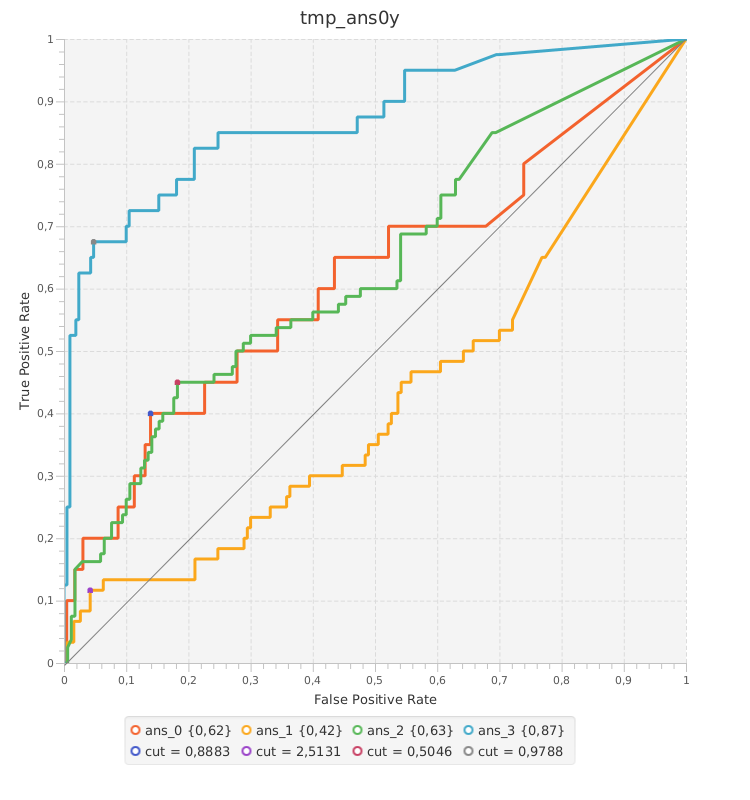 tmp_ans0y
1
0,9
0,8
0,7
0,6
0,5
0,4
0,3
0,2
0,1
0
True Positive Rate
0 0,1 0,2 0,3 0,4 0,5 0,6 0,7 0,8 0,9 1
False Positive Rate
ans_0 {0,62} ans_1 {0,42} ans_2 {0,63} ans_3 {0,87}
cut = 0,8883 cut = 2,5131 cut = 0,5046 cut = 0,9788